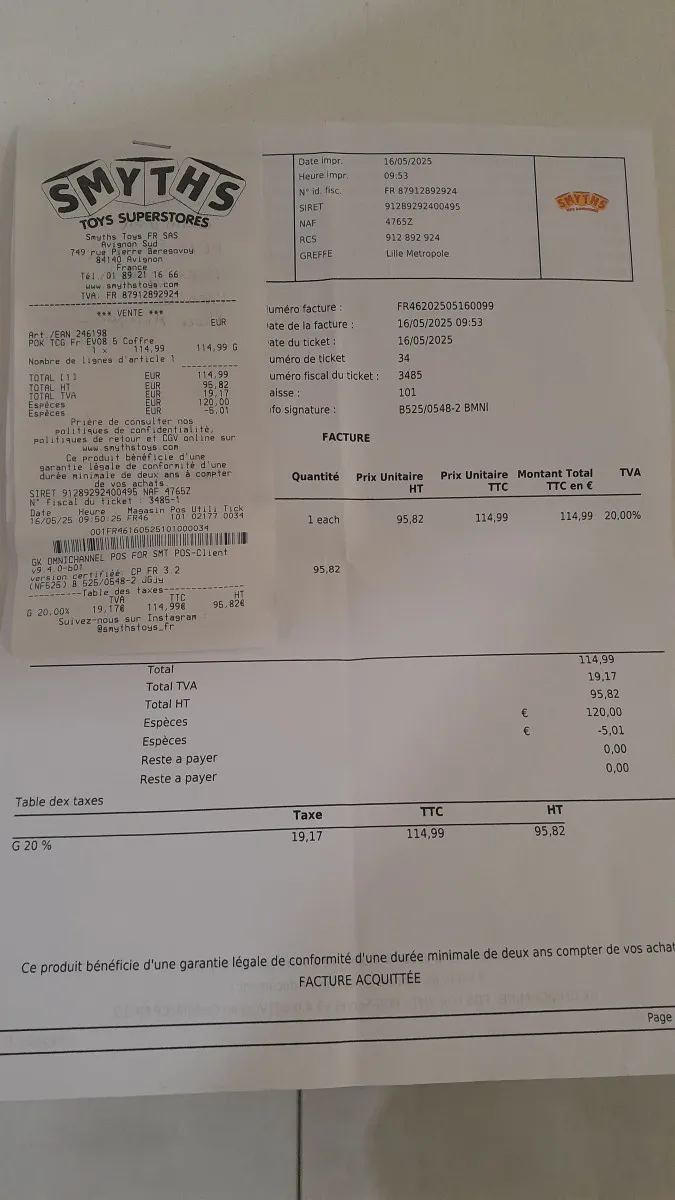 SMYTHS
TOYS SUPERSTORES
Smyths Toys FR SAS
Avignon Sud
749 rue Pierre Beregovoy
84140 Avignon
France
Tél. 01 89 21 16 66
www.smythstoys.com
TVA: FR 87912892924
*** VENTE ***
EUR
Art./EAN 246198
POK TCG Fr EV08 5 Coffre
1 x 114,99 114,99 G
Nombre de lignes d'article 1
TOTAL [1] EUR 114,99
TOTAL HT EUR 95,82
TOTAL TVA EUR 19,17
Espèces EUR 120,00
Espèces EUR -5,01
Prière de consulter nos
politiques de confidentialité,
politiques de retour et CGV online sur
www.smythstoys.com
Ce produit bénéficie d'une
garantie légale de conformité d'une
durée minimale de deux ans à compter
de vos achats
SIRET 91289292400495 NAF 4765Z
N° fiscal du ticket : 3485-1
Date Heure Magasin Pos Utili Tick
16/05/25 09:50:25 FR46 101 02177 0034
001FR46160525101000034
GK OMNICHANNEL POS FOR SMT POS-Client
v9.4.0-b01
version certifiée: CP FR 3.2
(NF525) B 525/0548-2 JGJy
----------Table des taxes----------
TVA TTC HT
G 20,00% 19,17€ 114,99€ 95,82€
Suivez-nous sur Instagram :
@smythstoys_fr
Date impr. 16/05/2025
Heure impr. 09:53
N° id. fisc. FR 87912892924
SIRET 91289292400495
NAF 4765Z
RCS 912 892 924
GREFFE Lille Metropole
SMYTHS
uméro facture : FR46202505160099
ate de la facture : 16/05/2025 09:53
ate du ticket : 16/05/2025
uméro de ticket 34
uméro fiscal du ticket : 3485
aisse : 101
nfo signature : B525/0548-2 BMNl
FACTURE
Quantité Prix Unitaire HT Prix Unitaire TTC Montant Total TTC en € TVA
1 each 95,82 114,99 114,99 20,00%
95,82
Total 114,99
Total TVA 19,17
Total HT 95,82
Espèces € 120,00
Espèces € -5,01
Reste a payer 0,00
Reste a payer 0,00
Table dex taxes
Taxe TTC HT
G 20 % 19,17 114,99 95,82
Ce produit bénéficie d'une garantie légale de conformité d'une durée minimale de deux ans compter de vos achat
FACTURE ACQUITTÉE
Page